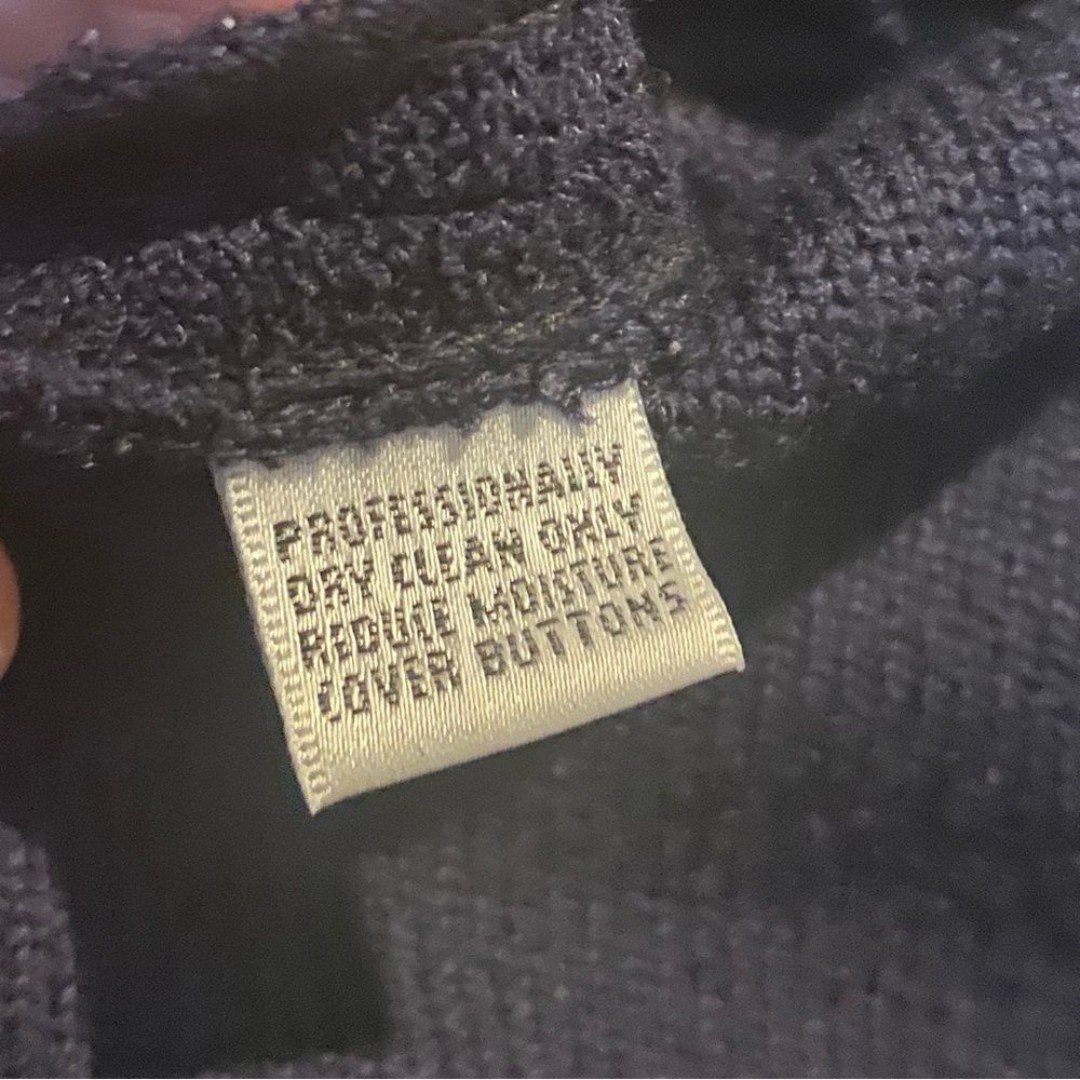 PROFESSIONALLY
DRY CLEAN ONLY
REDUCE MOISTURE
COVER BUTTONS